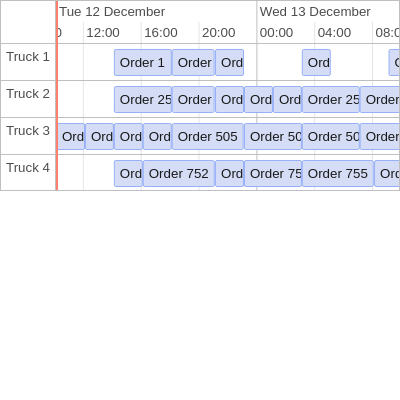 Tue 12 December Wed 13 December
0 12:00 16:00 20:00 00:00 04:00 08:0
Truck 1 Order 1 Order Ord Ord
Truck 2 Order 25 Order Ord Ord Ord Order 25 Order
Truck 3 Ord Ord Ord Ord Order 505 Order 50 Order 50 Order
Truck 4 Ord Order 752 Ord Order 75 Order 755 Ord